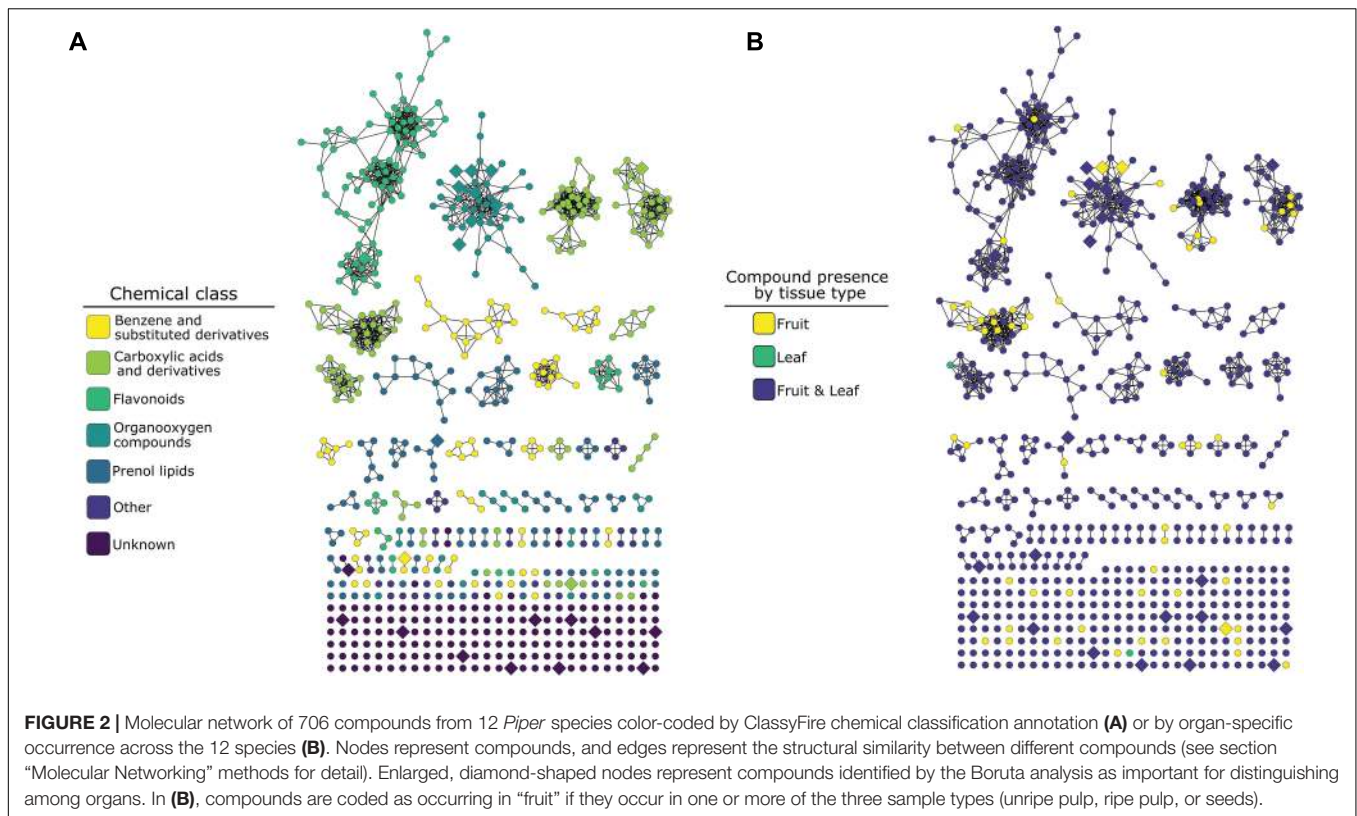 A
B
Chemical class
Benzene and
substituted derivatives
Carboxylic acids
and derivatives
Flavonoids
Organooxygen
compounds
Prenol lipids
Other
Unknown
Compound presence
by tissue type
Fruit
Leaf
Fruit & Leaf
FIGURE 2 | Molecular network of 706 compounds from 12 Piper species color-coded by ClassyFire chemical classification annotation (A) or by organ-specific
occurrence across the 12 species (B). Nodes represent compounds, and edges represent the structural similarity between different compounds (see section
“Molecular Networking” methods for detail). Enlarged, diamond-shaped nodes represent compounds identified by the Boruta analysis as important for distinguishing
among organs. In (B), compounds are coded as occurring in “fruit” if they occur in one or more of the three sample types (unripe pulp, ripe pulp, or seeds).